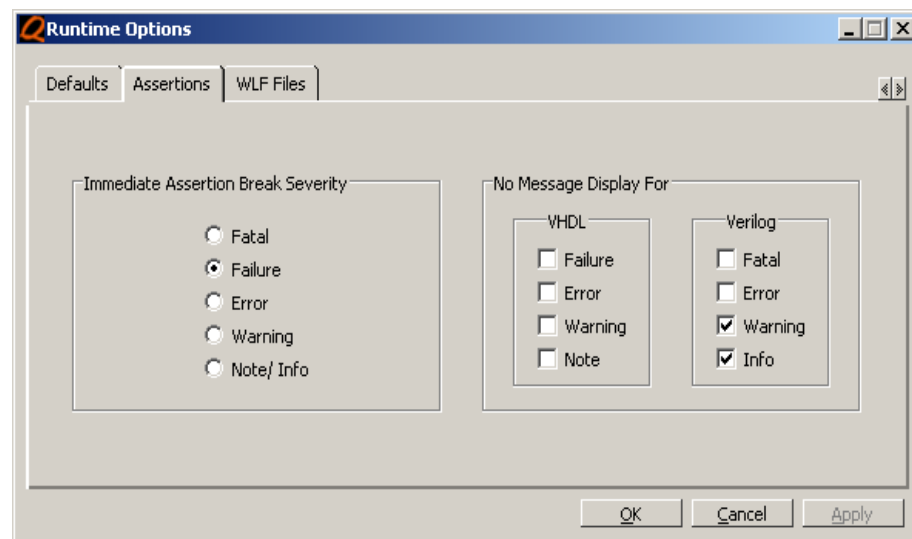 Runtime Options
Defaults
Assertions
WLF Files
Immediate Assertion Break Severity
Fatal
Failure
Error
Warning
Note/ Info
No Message Display For
VHDL
Failure
Error
Warning
Note
Verilog
Fatal
Error
Warning
Info
OK
Cancel
Apply